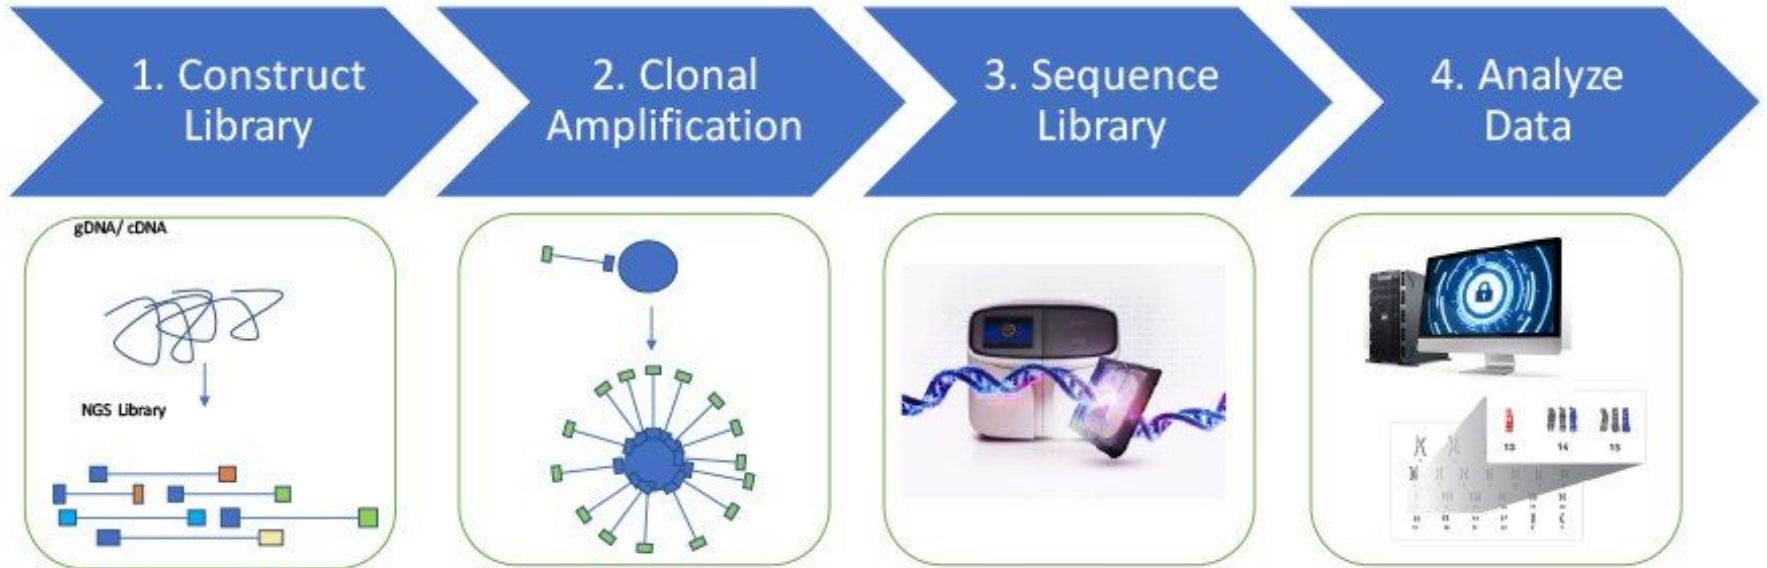 1. Construct
Library
2. Clonal
Amplification
3. Sequence
Library
4. Analyze
Data
gDNA/ cDNA
NGS Library
13
14
15